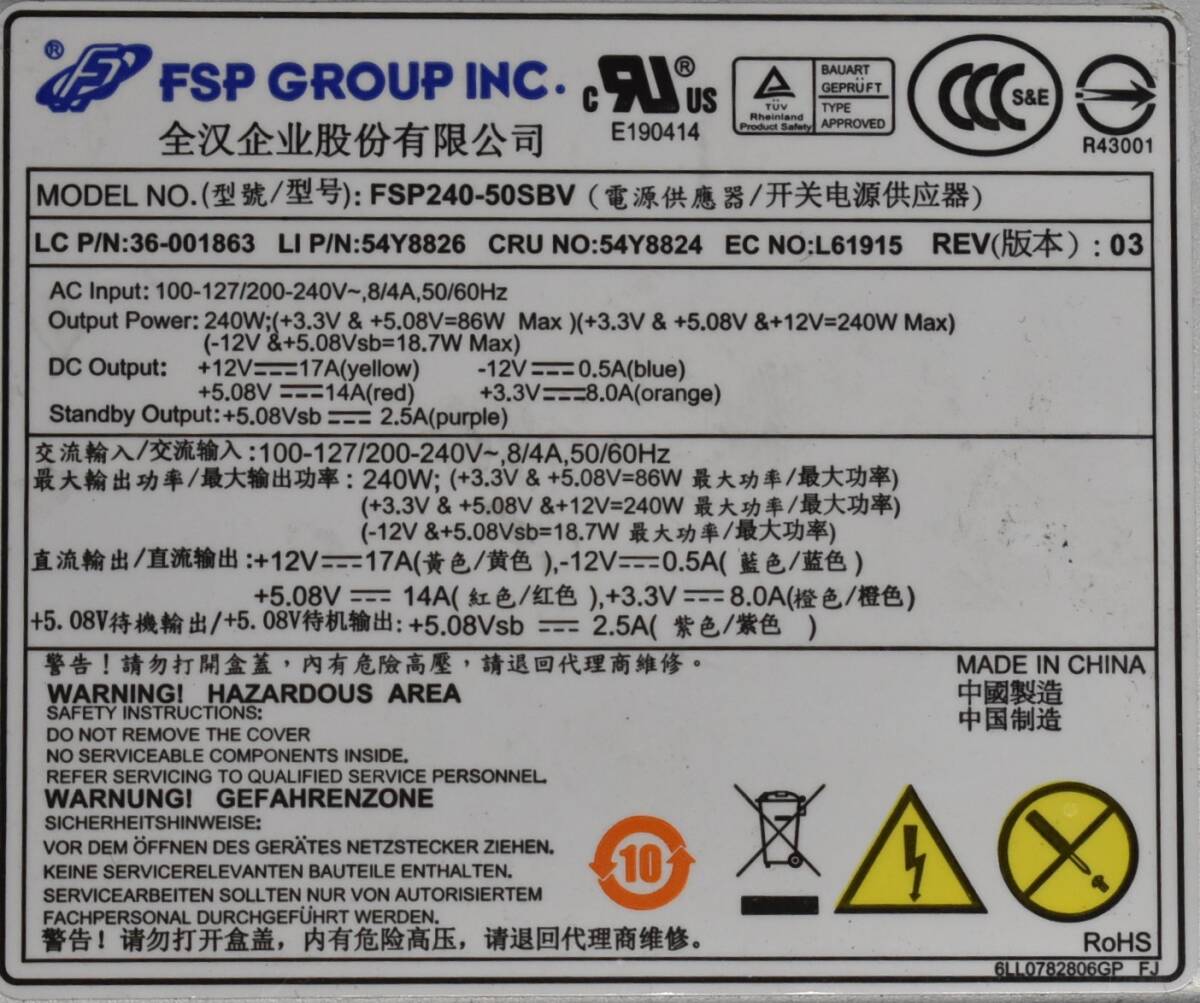 ® FSP GROUP INC.
全汉企业股份有限公司
C RU US ®
E190414
TÜV
Rheinland
Product Safety
BAUART
GEPRÜFT
TYPE
APPROVED
CCC S&E
R43001
MODEL NO.(型號/型号): FSP240-50SBV (電源供應器/开关电源供应器)
LC P/N:36-001863 LI P/N:54Y8826 CRU NO:54Y8824 EC NO:L61915 REV(版本) : 03
AC Input: 100-127/200-240V~,8/4A,50/60Hz
Output Power: 240W;(+3.3V & +5.08V=86W Max )(+3.3V & +5.08V &+12V=240W Max)
(-12V &+5.08Vsb=18.7W Max)
DC Output: +12V⎓17A(yellow) -12V⎓0.5A(blue)
+5.08V ⎓14A(red) +3.3V⎓8.0A(orange)
Standby Output:+5.08Vsb ⎓ 2.5A(purple)
交流輸入/交流输入 :100-127/200-240V~,8/4A,50/60Hz
最大輸出功率/最大输出功率 : 240W; (+3.3V & +5.08V=86W 最大功率/最大功率)
(+3.3V & +5.08V &+12V=240W 最大功率/最大功率)
(-12V &+5.08Vsb=18.7W 最大功率/最大功率)
直流輸出/直流输出 :+12V⎓17A(黃色/黄色 ),-12V⎓0.5A( 藍色/蓝色 )
+5.08V ⎓ 14A( 紅色/红色 ),+3.3V ⎓8.0A(橙色/橙色)
+5.08V待機輸出/+5.08V待机输出: +5.08Vsb ⎓ 2.5A( 紫色/紫色 )
警告！請勿打開盒蓋，內有危險高壓，請退回代理商維修。
MADE IN CHINA
中國製造
中国制造
WARNING! HAZARDOUS AREA
SAFETY INSTRUCTIONS:
DO NOT REMOVE THE COVER
NO SERVICEABLE COMPONENTS INSIDE.
REFER SERVICING TO QUALIFIED SERVICE PERSONNEL.
WARNUNG! GEFAHRENZONE
SICHERHEITSHINWEISE:
VOR DEM ÖFFNEN DES GERÄTES NETZSTECKER ZIEHEN.
KEINE SERVICERELEVANTEN BAUTEILE ENTHALTEN.
SERVICEARBEITEN SOLLTEN NUR VON AUTORISIERTEM
FACHPERSONAL DURCHGEFÜHRT WERDEN.
警告！请勿打开盒盖，内有危险高压，请退回代理商维修。
10
RoHS
6LL0782806GP FJ